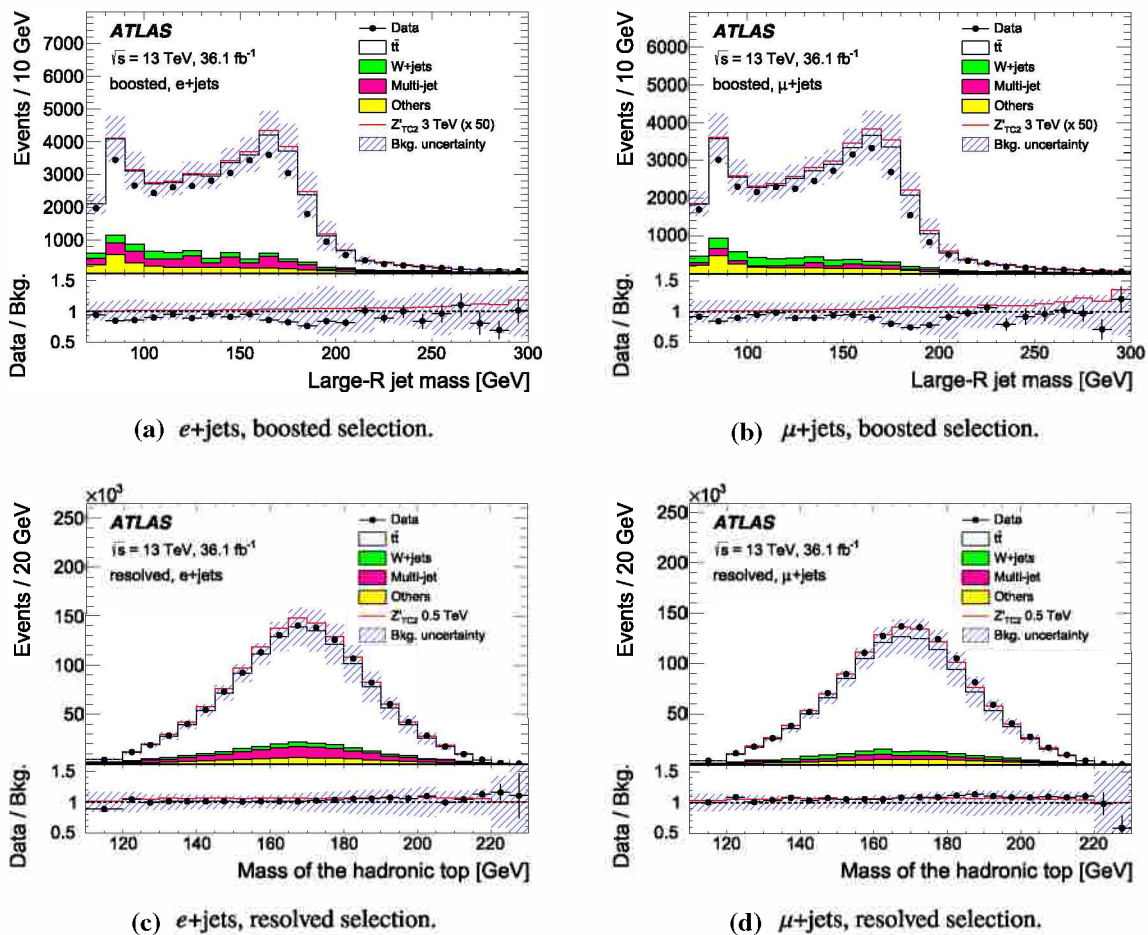 Events / 10 GeV
7000
6000
5000
4000
3000
2000
1000
ATLAS
√s = 13 TeV, 36.1 fb⁻¹
boosted, e+jets
Data
tt̄
W+jets
Multi-jet
Others
Z'TC2 3 TeV (x 50)
Bkg. uncertainty
Data / Bkg.
1.5
1
0.5
100 150 200 250 300
Large-R jet mass [GeV]
(a) e+jets, boosted selection.
Events / 10 GeV
6000
5000
4000
3000
2000
1000
ATLAS
√s = 13 TeV, 36.1 fb⁻¹
boosted, μ+jets
Data
tt̄
W+jets
Multi-jet
Others
Z'TC2 3 TeV (x 50)
Bkg. uncertainty
Data / Bkg.
1.5
1
0.5
100 150 200 250 300
Large-R jet mass [GeV]
(b) μ+jets, boosted selection.
×10³
Events / 20 GeV
250
200
150
100
50
ATLAS
√s = 13 TeV, 36.1 fb⁻¹
resolved, e+jets
Data
tt̄
W+jets
Multi-jet
Others
Z'TC2 0.5 TeV
Bkg. uncertainty
Data / Bkg.
1.5
1
0.5
120 140 160 180 200 220
Mass of the hadronic top [GeV]
(c) e+jets, resolved selection.
×10³
Events / 20 GeV
250
200
150
100
50
ATLAS
√s = 13 TeV, 36.1 fb⁻¹
resolved, μ+jets
Data
tt̄
W+jets
Multi-jet
Others
Z'TC2 0.5 TeV
Bkg. uncertainty
Data / Bkg.
1.5
1
0.5
120 140 160 180 200 220
Mass of the hadronic top [GeV]
(d) μ+jets, resolved selection.